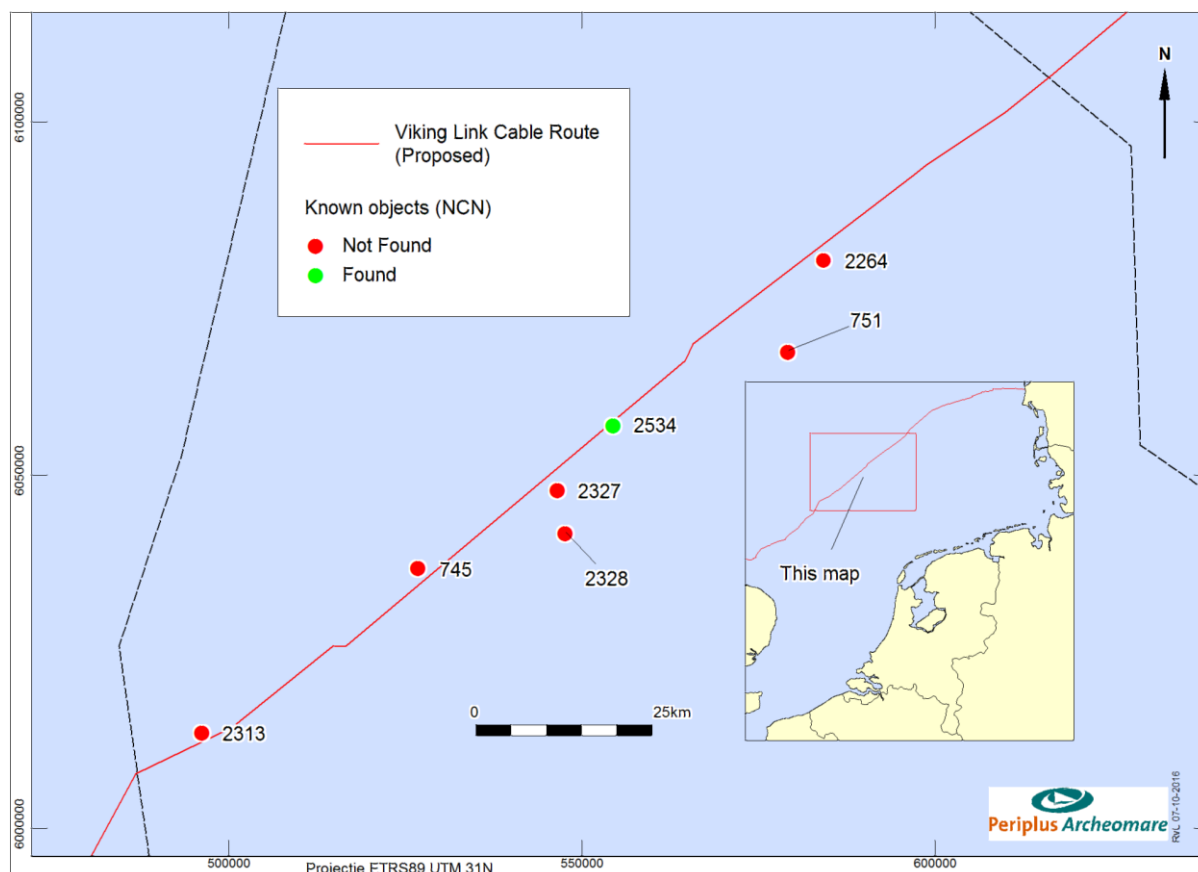 N
6100000
Viking Link Cable Route
(Proposed)
Known objects (NCN)
Not Found
Found
2264
751
2534
6050000
2327
2328
745
This map
0
25km
2313
6000000
Periplus Archeomare
RvL 07-10-2016
500000
550000
600000
Projectie ETRS89 UTM 31N